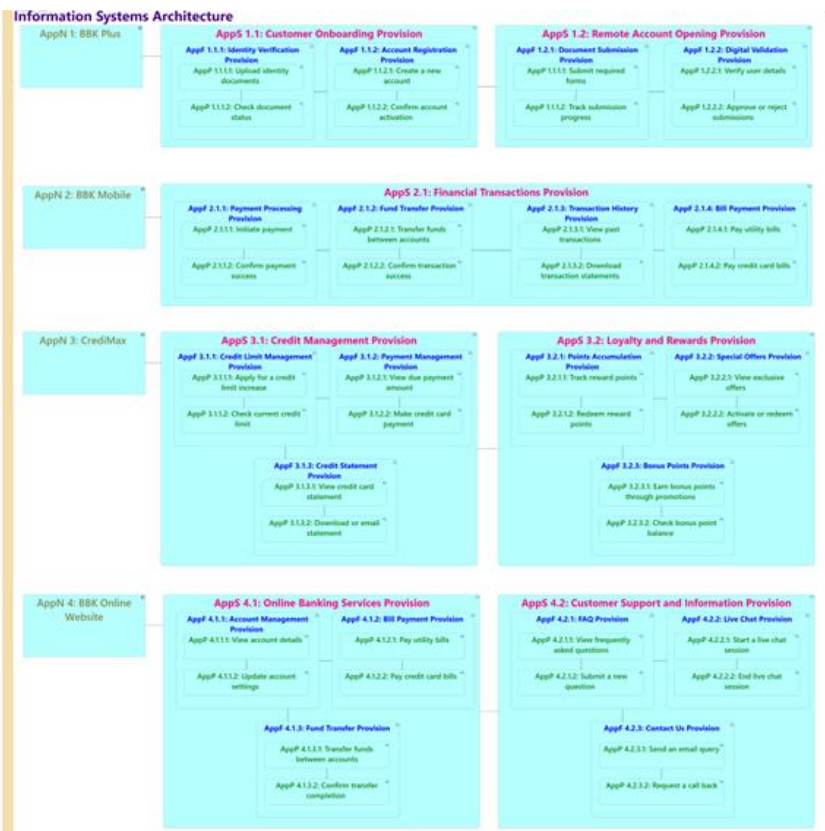 Information Systems Architecture
AppN 1: BBK Plus
AppS 1.1: Customer Onboarding Provision
AppF 1.1.1: Identity Verification
Provision
AppP 1.1.1.1: Upload identity
documents
AppP 1.1.1.2: Check document
status
AppF 1.1.2: Account Registration
Provision
AppP 1.1.2.1: Create a new
account
AppP 1.1.2.2: Confirm account
activation
AppS 1.2: Remote Account Opening Provision
AppF 1.2.1: Document Submission
Provision
AppP 1.1.1.1: Submit required
forms
AppP 1.1.1.2: Track submission
progress
AppF 1.2.2: Digital Validation
Provision
AppP 1.2.2.1: Verify user details
AppP 1.2.2.2: Approve or reject
submissions
AppN 2: BBK Mobile
AppS 2.1: Financial Transactions Provision
AppF 2.1.1: Payment Processing
Provision
AppP 2.1.1.1: Initiate payment
AppP 2.1.1.2: Confirm payment
success
AppF 2.1.2: Fund Transfer Provision
AppP 2.1.2.1: Transfer funds
between accounts
AppP 2.1.2.2: Confirm transaction
success
AppF 2.1.3: Transaction History
Provision
AppP 2.1.3.1: View past
transactions
AppP 2.1.3.2: Download
transaction statements
AppF 2.1.4: Bill Payment Provision
AppP 2.1.4.1: Pay utility bills
AppP 2.1.4.2: Pay credit card bills
AppN 3: CrediMax
AppS 3.1: Credit Management Provision
AppF 3.1.1: Credit Limit Management
Provision
AppP 3.1.1.1: Apply for a credit
limit increase
AppP 3.1.1.2: Check current credit
limit
AppF 3.1.2: Payment Management
Provision
AppP 3.1.2.1: View due payment
amount
AppP 3.1.2.2: Make credit card
payment
AppF 3.1.3: Credit Statement
Provision
AppP 3.1.3.1: View credit card
statement
AppP 3.1.3.2: Download or email
statement
AppS 3.2: Loyalty and Rewards Provision
AppF 3.2.1: Points Accumulation
Provision
AppP 3.2.1.1: Track reward points
AppP 3.2.1.2: Redeem reward
points
AppF 3.2.2: Special Offers Provision
AppP 3.2.2.1: View exclusive
offers
AppP 3.2.2.2: Activate or redeem
offers
AppF 3.2.3: Bonus Points Provision
AppP 3.2.3.1: Earn bonus points
through promotions
AppP 3.2.3.2: Check bonus point
balance
AppN 4: BBK Online
Website
AppS 4.1: Online Banking Services Provision
AppF 4.1.1: Account Management
Provision
AppP 4.1.1.1: View account details
AppP 4.1.1.2: Update account
settings
AppF 4.1.2: Bill Payment Provision
AppP 4.1.2.1: Pay utility bills
AppP 4.1.2.2: Pay credit card bills
AppF 4.1.3: Fund Transfer Provision
AppP 4.1.3.1: Transfer funds
between accounts
AppP 4.1.3.2: Confirm transfer
completion
AppS 4.2: Customer Support and Information Provision
AppF 4.2.1: FAQ Provision
AppP 4.2.1.1: View frequently
asked questions
AppP 4.2.1.2: Submit a new
question
AppF 4.2.2: Live Chat Provision
AppP 4.2.2.1: Start a live chat
session
AppP 4.2.2.2: End live chat
session
AppF 4.2.3: Contact Us Provision
AppP 4.2.3.1: Send an email query
AppP 4.2.3.2: Request a call back